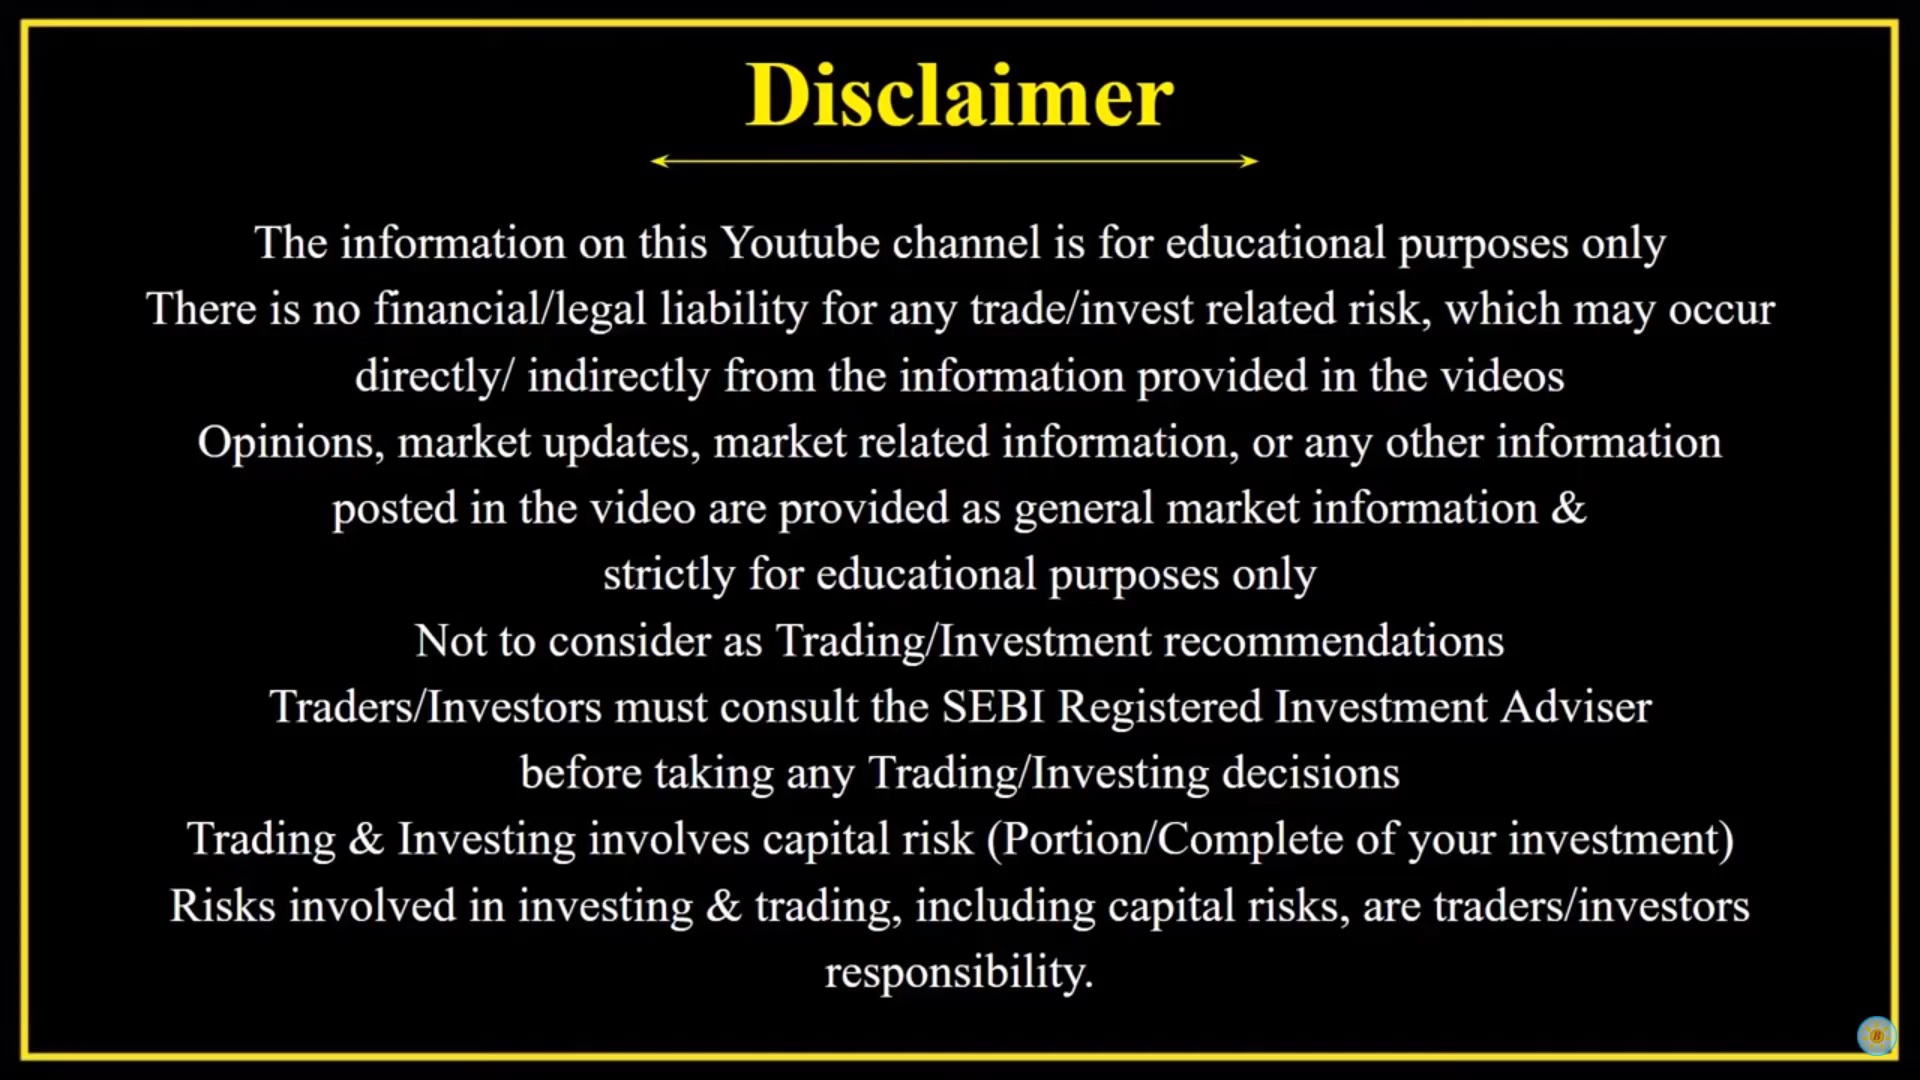 Disclaimer
The information on this Youtube channel is for educational purposes only
There is no financial/legal liability for any trade/invest related risk, which may occur
directly/ indirectly from the information provided in the videos
Opinions, market updates, market related information, or any other information
posted in the video are provided as general market information &
strictly for educational purposes only
Not to consider as Trading/Investment recommendations
Traders/Investors must consult the SEBI Registered Investment Adviser
before taking any Trading/Investing decisions
Trading & Investing involves capital risk (Portion/Complete of your investment)
Risks involved in investing & trading, including capital risks, are traders/investors
responsibility.